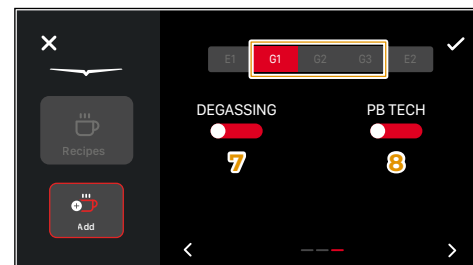 E1 G1 G2 G3 E2
DEGASSING PB TECH
7 8
Recipes
Add